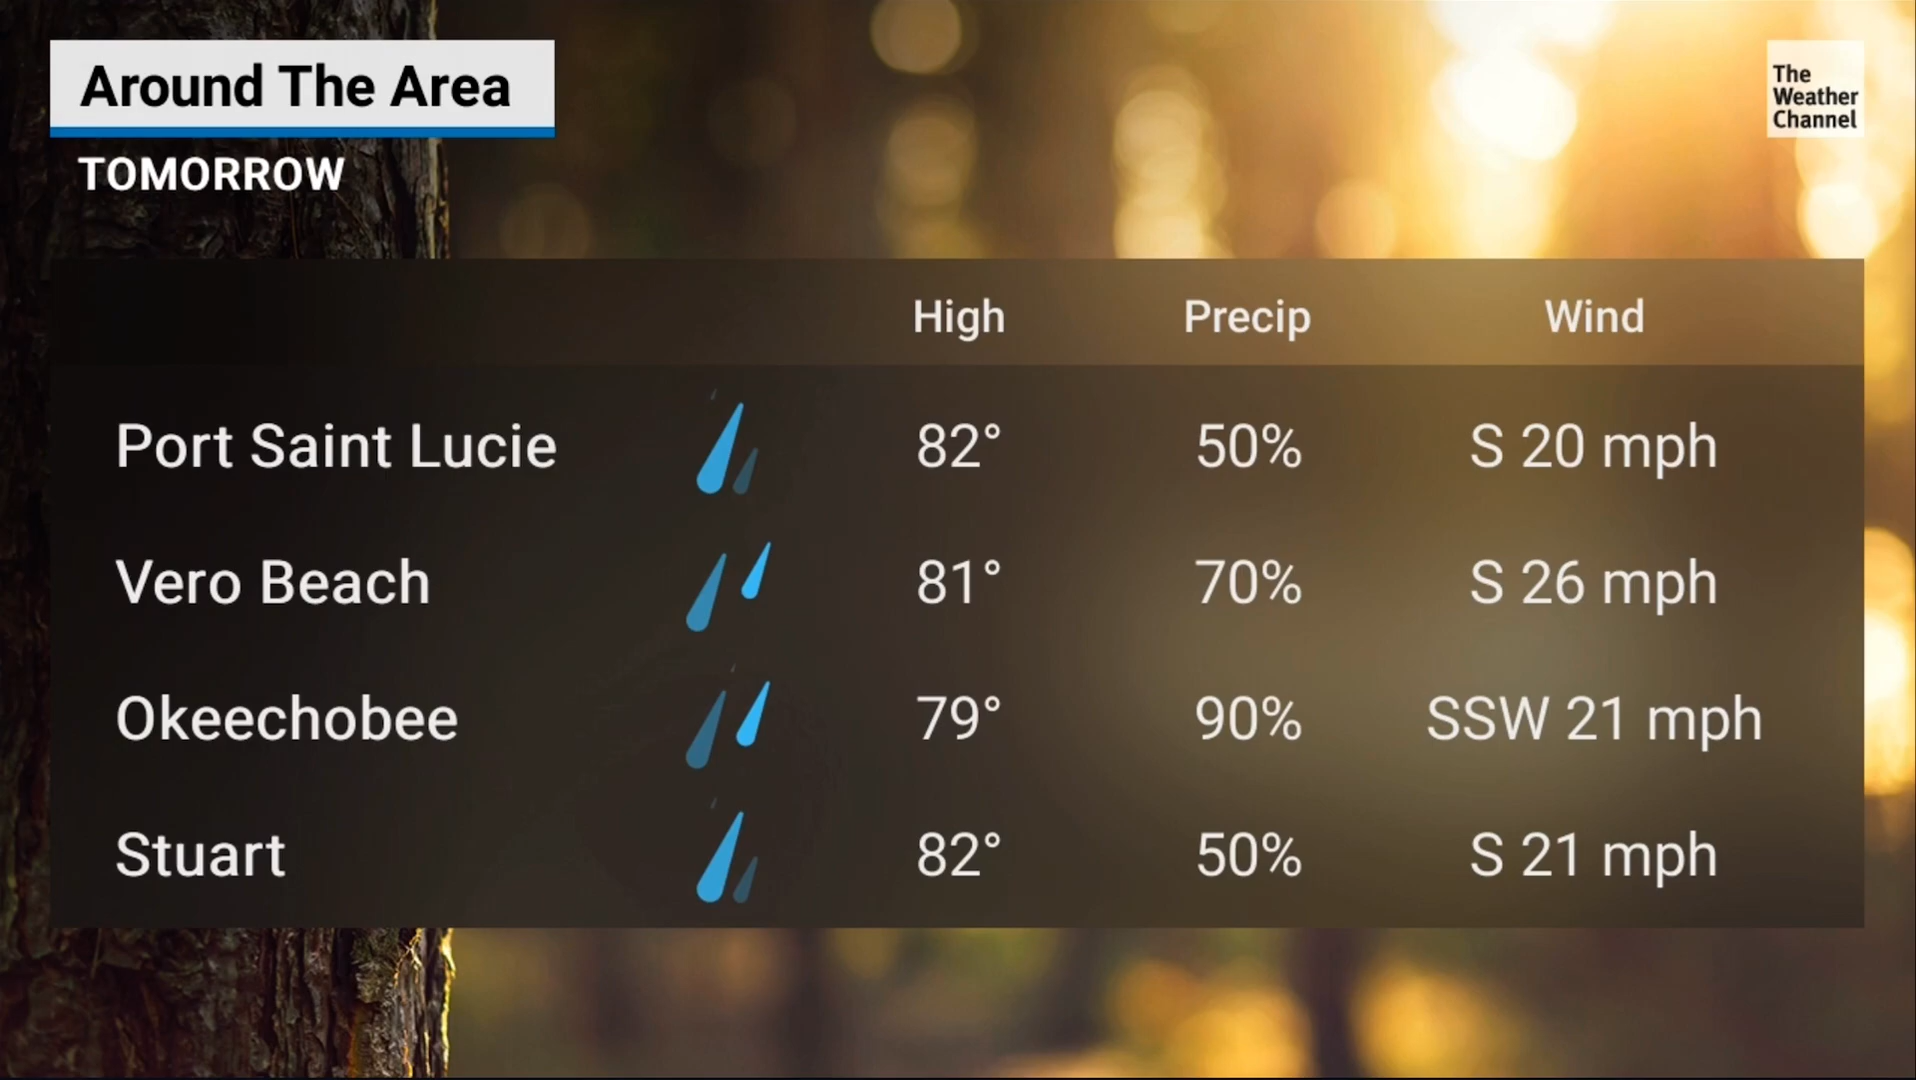 Around The Area
The
Weather
Channel
TOMORROW
High Precip Wind
Port Saint Lucie 82° 50% S 20 mph
Vero Beach 81° 70% S 26 mph
Okeechobee 79° 90% SSW 21 mph
Stuart 82° 50% S 21 mph